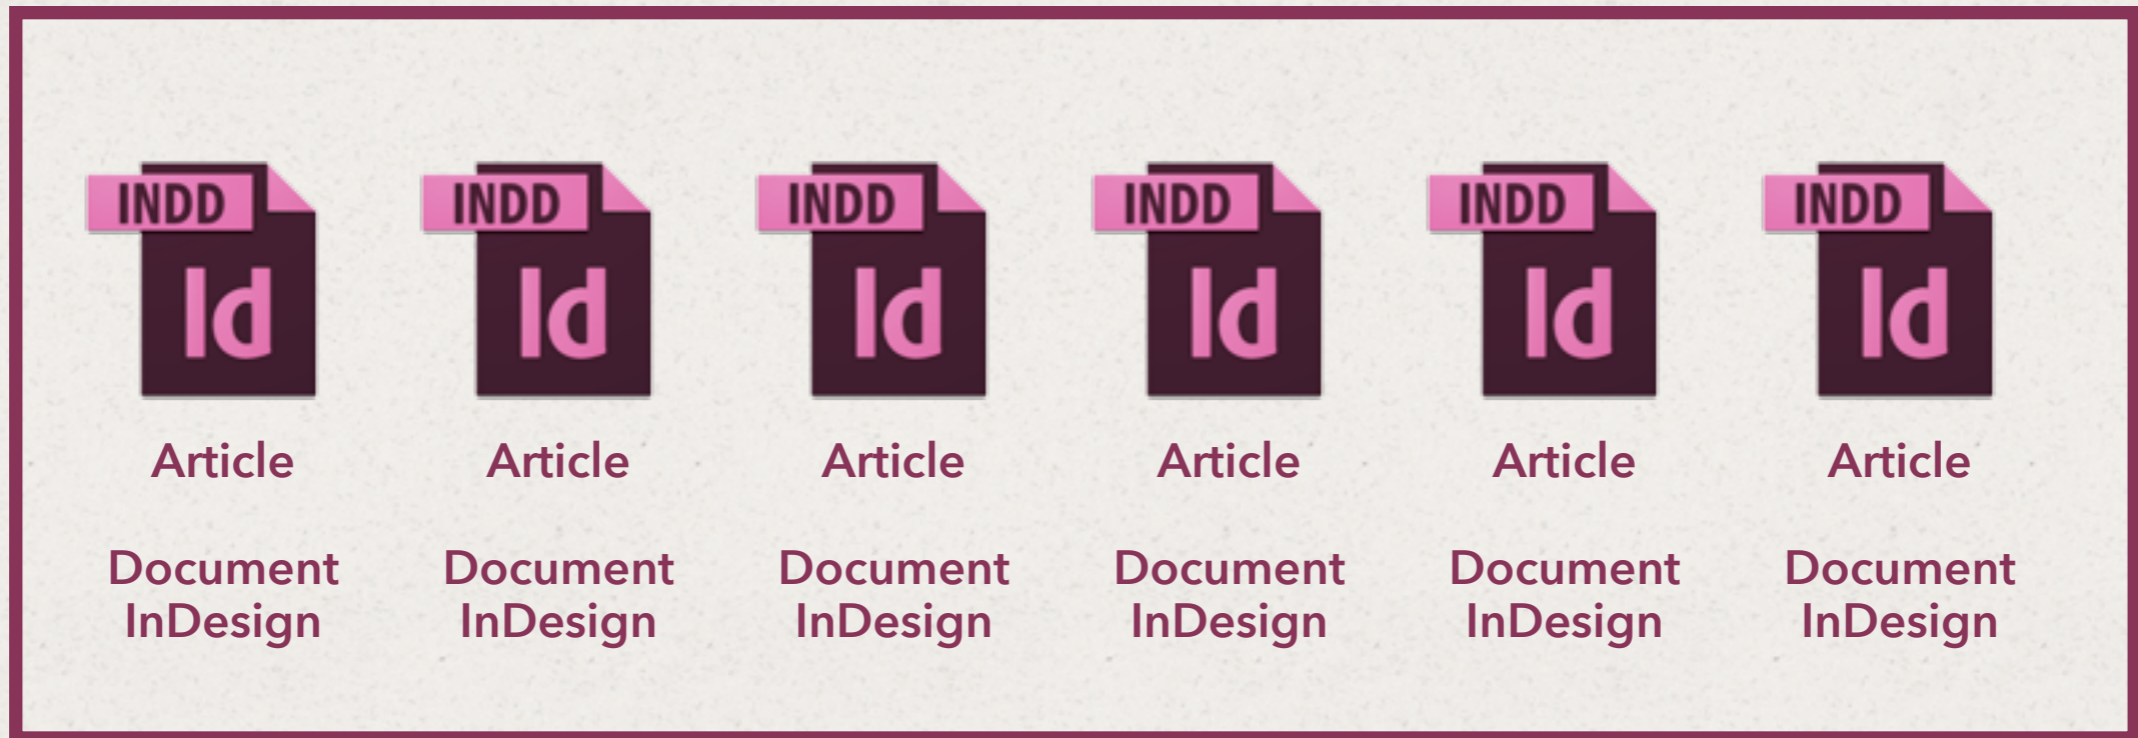 INDD INDD INDD INDD INDD INDD
Id Id Id Id Id Id
Article Article Article Article Article Article
Document Document Document Document Document Document
InDesign InDesign InDesign InDesign InDesign InDesign